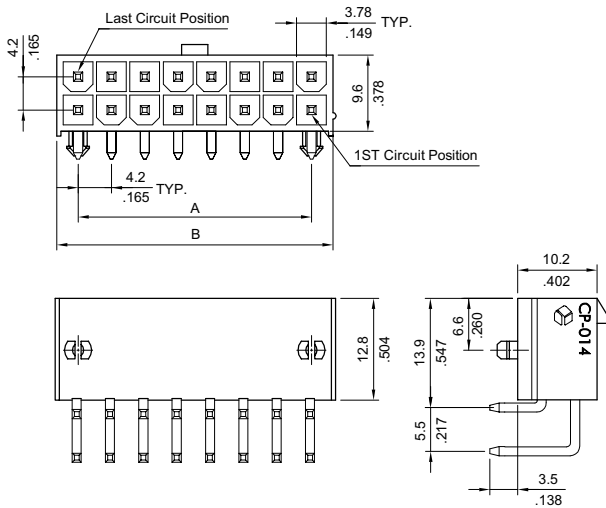 Last Circuit Position
3.78
.149
TYP.
4.2
.165
9.6
.378
1ST Circuit Position
4.2
.165
TYP.
A
B
10.2
.402
12.8
.504
13.9
.547
6.6
.260
CP-014
5.5
.217
3.5
.138